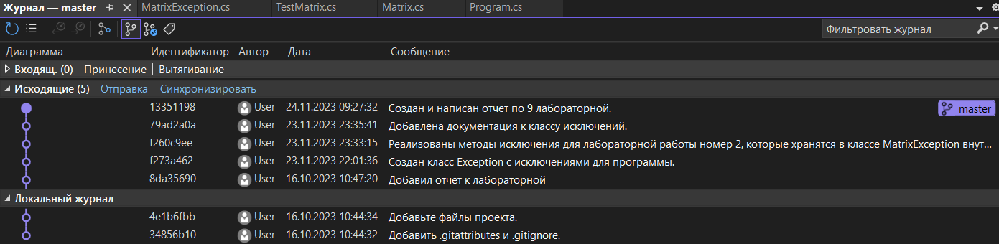 Журнал — master MatrixException.cs TestMatrix.cs Matrix.cs Program.cs
Фильтровать журнал
Диаграмма Идентификатор Автор Дата Сообщение
Входящ. (0) Принесение | Вытягивание
Исходящие (5) Отправка | Синхронизировать
13351198 User 24.11.2023 09:27:32 Создан и написан отчёт по 9 лабораторной. master
79ad2a0a User 23.11.2023 23:35:41 Добавлена документация к классу исключений.
f260c9ee User 23.11.2023 23:33:15 Реализованы методы исключения для лабораторной работы номер 2, которые хранятся в классе MatrixException внут...
f273a462 User 23.11.2023 22:01:36 Создан класс Exception с исключениями для программы.
8da35690 User 16.10.2023 10:47:20 Добавил отчёт к лабораторной
Локальный журнал
4e1b6fbb User 16.10.2023 10:44:34 Добавьте файлы проекта.
34856b10 User 16.10.2023 10:44:32 Добавить .gitattributes и .gitignore.